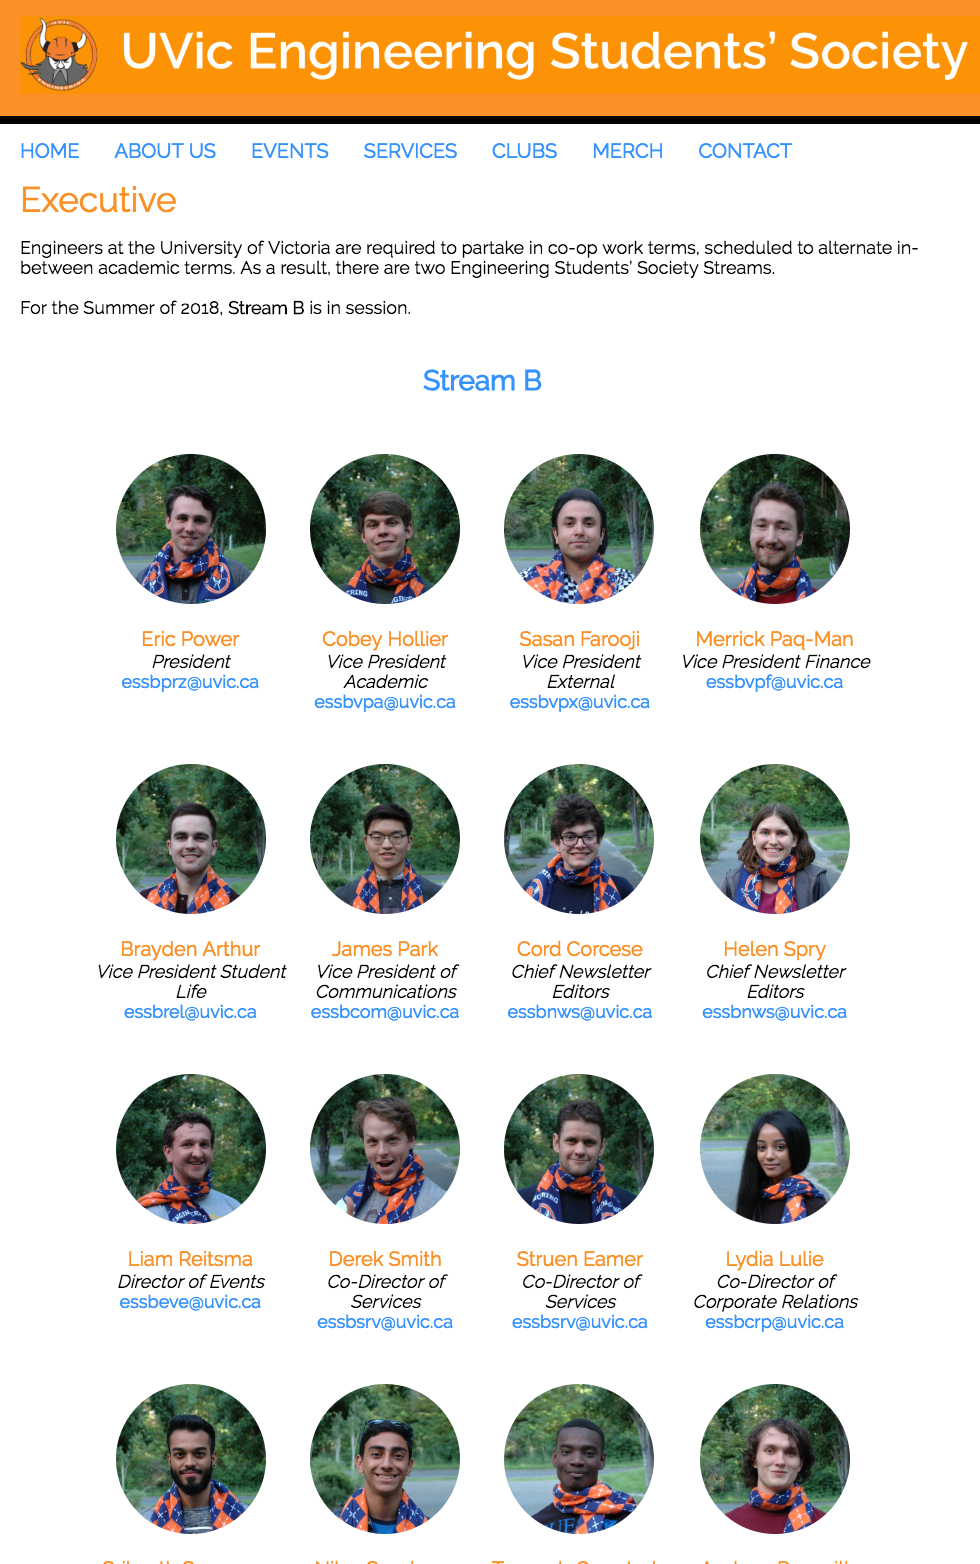 UVic Engineering Students' Society
HOME ABOUT US EVENTS SERVICES CLUBS MERCH CONTACT
Executive
Engineers at the University of Victoria are required to partake in co-op work terms, scheduled to alternate in-
between academic terms. As a result, there are two Engineering Students' Society Streams.
For the Summer of 2018, Stream B is in session.
Stream B
Eric Power
President
essbprz@uvic.ca
Cobey Hollier
Vice President
Academic
essbvpa@uvic.ca
Sasan Farooji
Vice President
External
essbvpx@uvic.ca
Merrick Paq-Man
Vice President Finance
essbvpf@uvic.ca
Brayden Arthur
Vice President Student
Life
essbrel@uvic.ca
James Park
Vice President of
Communications
essbcom@uvic.ca
Cord Corcese
Chief Newsletter
Editors
essbnws@uvic.ca
Helen Spry
Chief Newsletter
Editors
essbnws@uvic.ca
Liam Reitsma
Director of Events
essbeve@uvic.ca
Derek Smith
Co-Director of
Services
essbsrv@uvic.ca
Struen Eamer
Co-Director of
Services
essbsrv@uvic.ca
Lydia Lulie
Co-Director of
Corporate Relations
essbcrp@uvic.ca